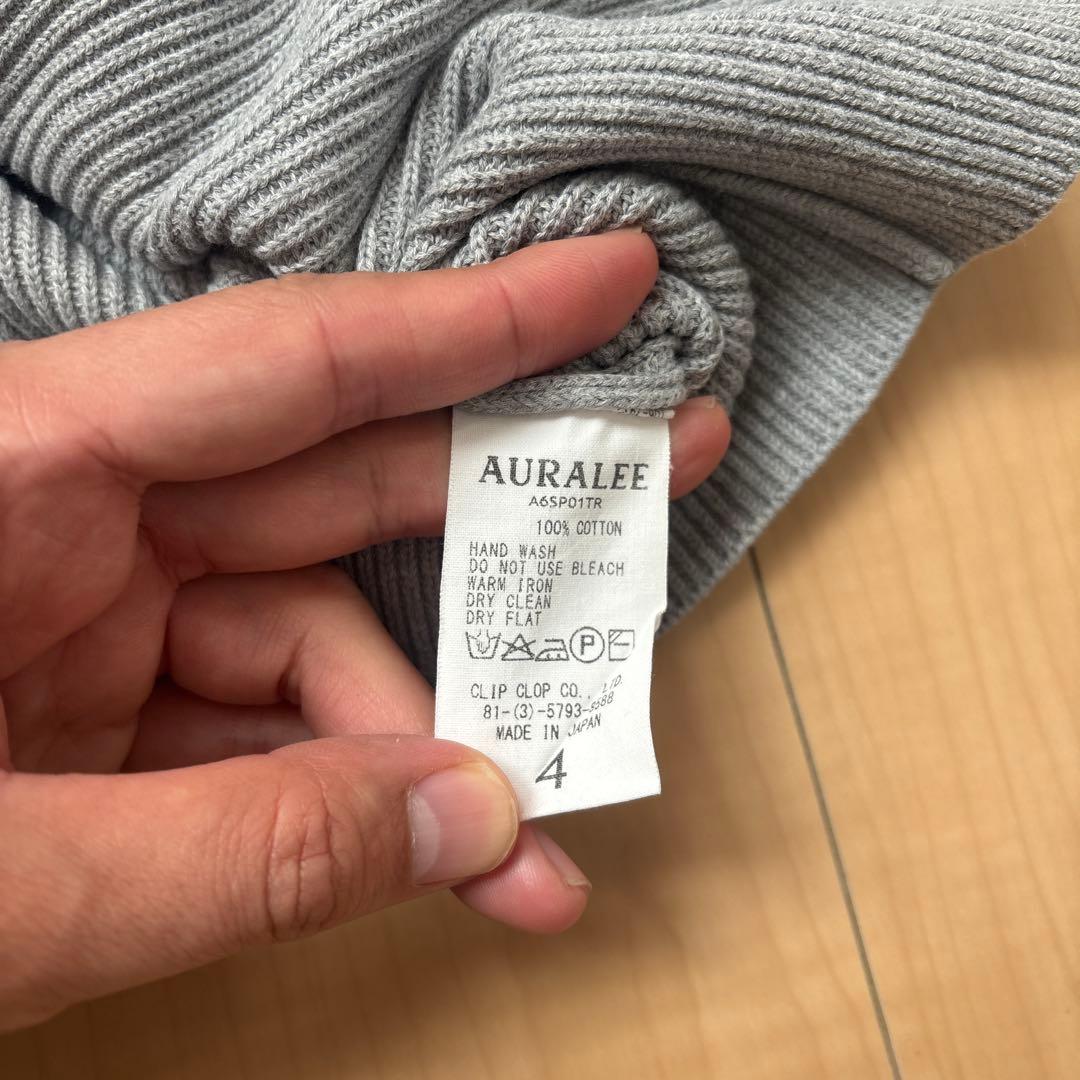 AURALEE
A6SP01TR
100% COTTON
HAND WASH
DO NOT USE BLEACH
WARM IRON
DRY CLEAN
DRY FLAT
P
CLIP CLOP CO., LTD.
81-(3)-5793-
MADE IN JAPAN
4